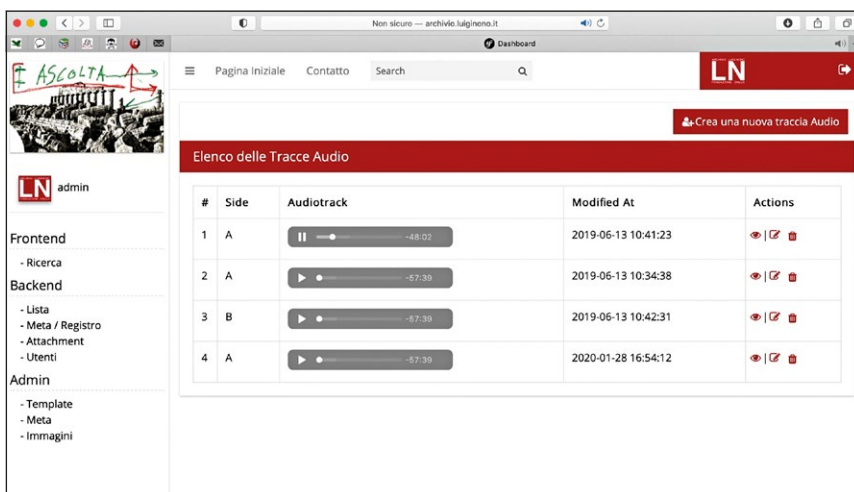 Non sicuro — archivio.luiginono.it
Dashboard
ASCOLTA
Pagina Iniziale Contatto Search
LN
Crea una nuova traccia Audio
Elenco delle Tracce Audio
LN admin
# Side Audiotrack Modified At Actions
1 A -48:02 2019-06-13 10:41:23
2 A -57:39 2019-06-13 10:34:38
3 B -57:39 2019-06-13 10:42:31
4 A -57:39 2020-01-28 16:54:12
Frontend
- Ricerca
Backend
- Lista
- Meta / Registro
- Attachment
- Utenti
Admin
- Template
- Meta
- Immagini